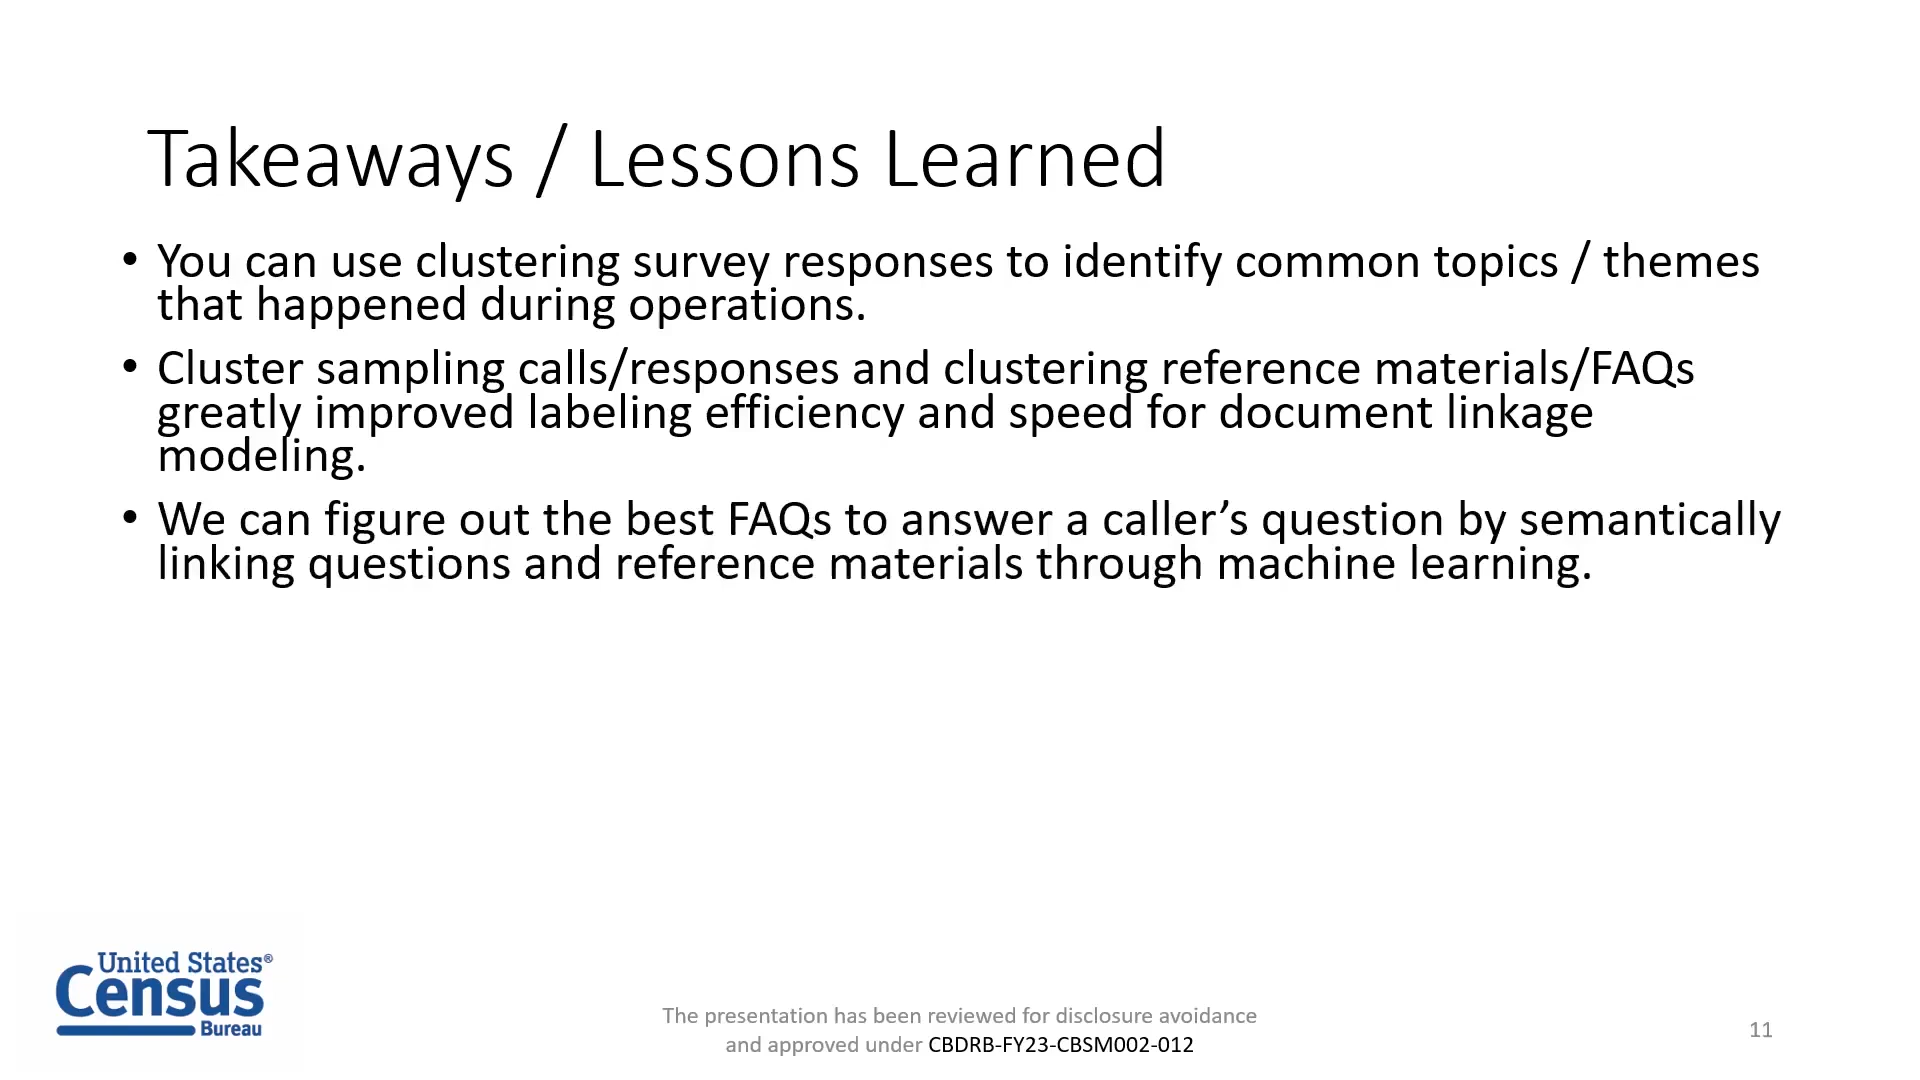 Takeaways / Lessons Learned
• You can use clustering survey responses to identify common topics / themes
that happened during operations.
• Cluster sampling calls/responses and clustering reference materials/FAQs
greatly improved labeling efficiency and speed for document linkage
modeling.
• We can figure out the best FAQs to answer a caller’s question by semantically
linking questions and reference materials through machine learning.
United States®
Census
Bureau
The presentation has been reviewed for disclosure avoidance
and approved under CBDRB-FY23-CBSM002-012
11